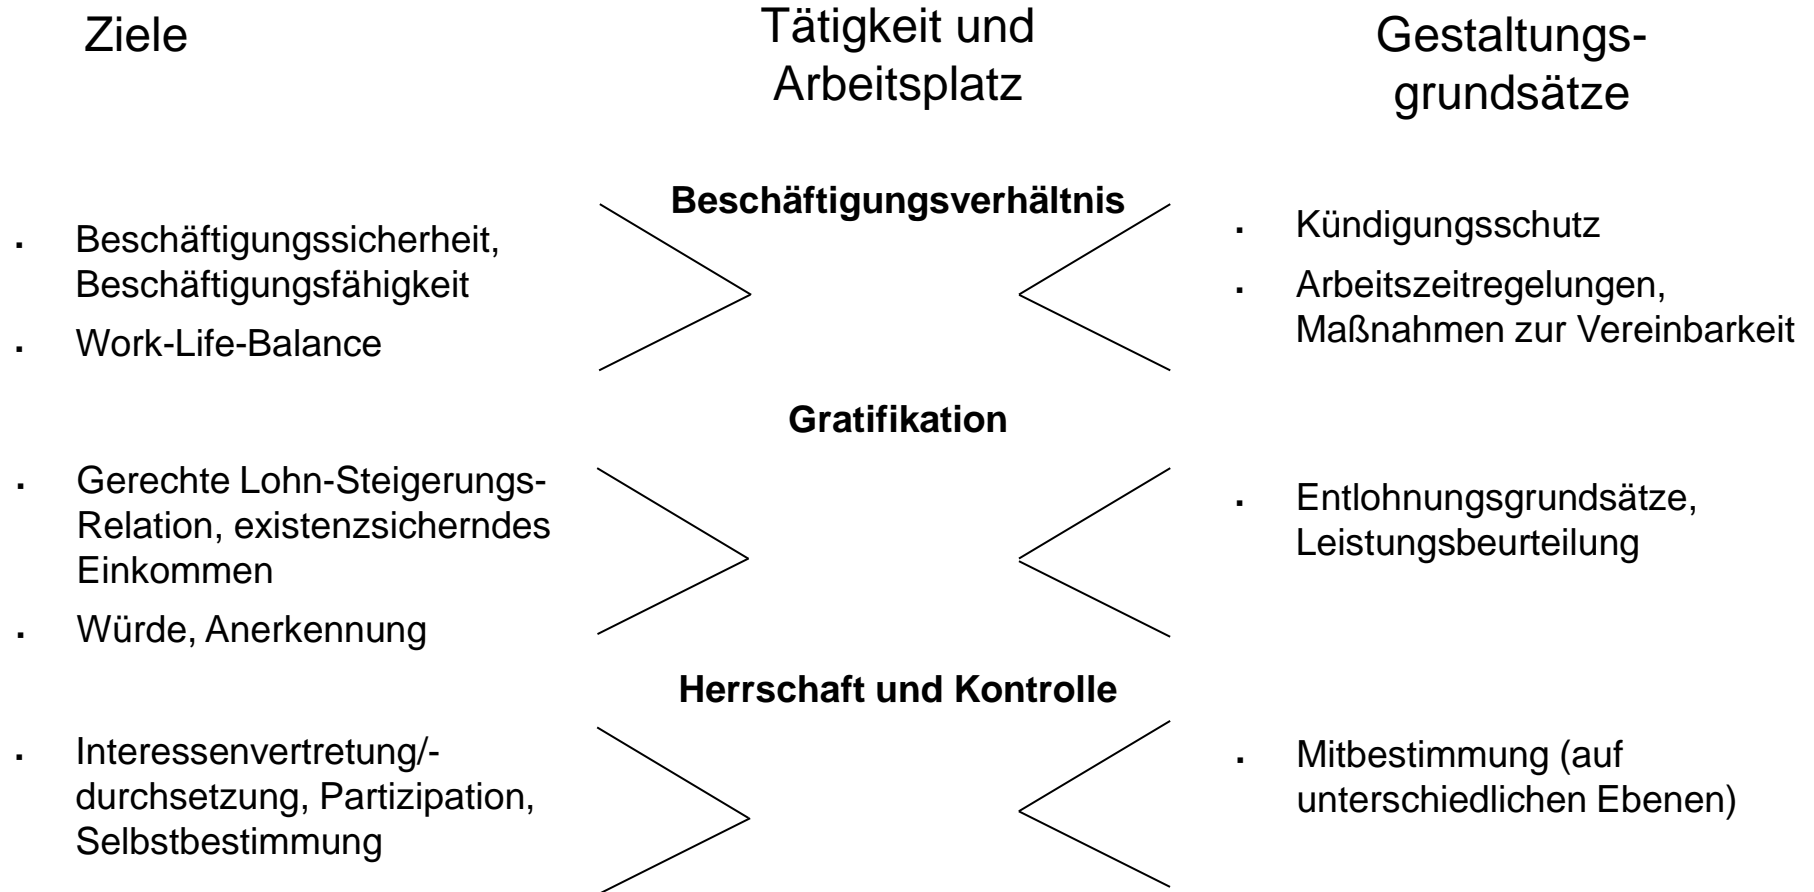 Ziele
Tätigkeit und
Arbeitsplatz
Gestaltungs-
grundsätze
Beschäftigungsverhältnis
▪ Beschäftigungssicherheit,
Beschäftigungsfähigkeit
▪ Work-Life-Balance
▪ Kündigungsschutz
▪ Arbeitszeitregelungen,
Maßnahmen zur Vereinbarkeit
Gratifikation
▪ Gerechte Lohn-Steigerungs-
Relation, existenzsicherndes
Einkommen
▪ Würde, Anerkennung
▪ Entlohnungsgrundsätze,
Leistungsbeurteilung
Herrschaft und Kontrolle
▪ Interessenvertretung/-
durchsetzung, Partizipation,
Selbstbestimmung
▪ Mitbestimmung (auf
unterschiedlichen Ebenen)